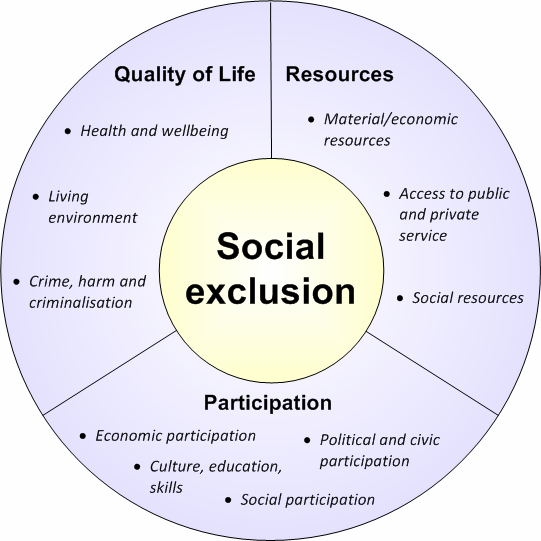 Quality of Life
• Health and wellbeing
• Living
environment
• Crime, harm and
criminalisation
Resources
• Material/economic
resources
• Access to public
and private
service
• Social resources
Social
exclusion
Participation
• Economic participation
• Culture, education,
skills
• Political and civic
participation
• Social participation